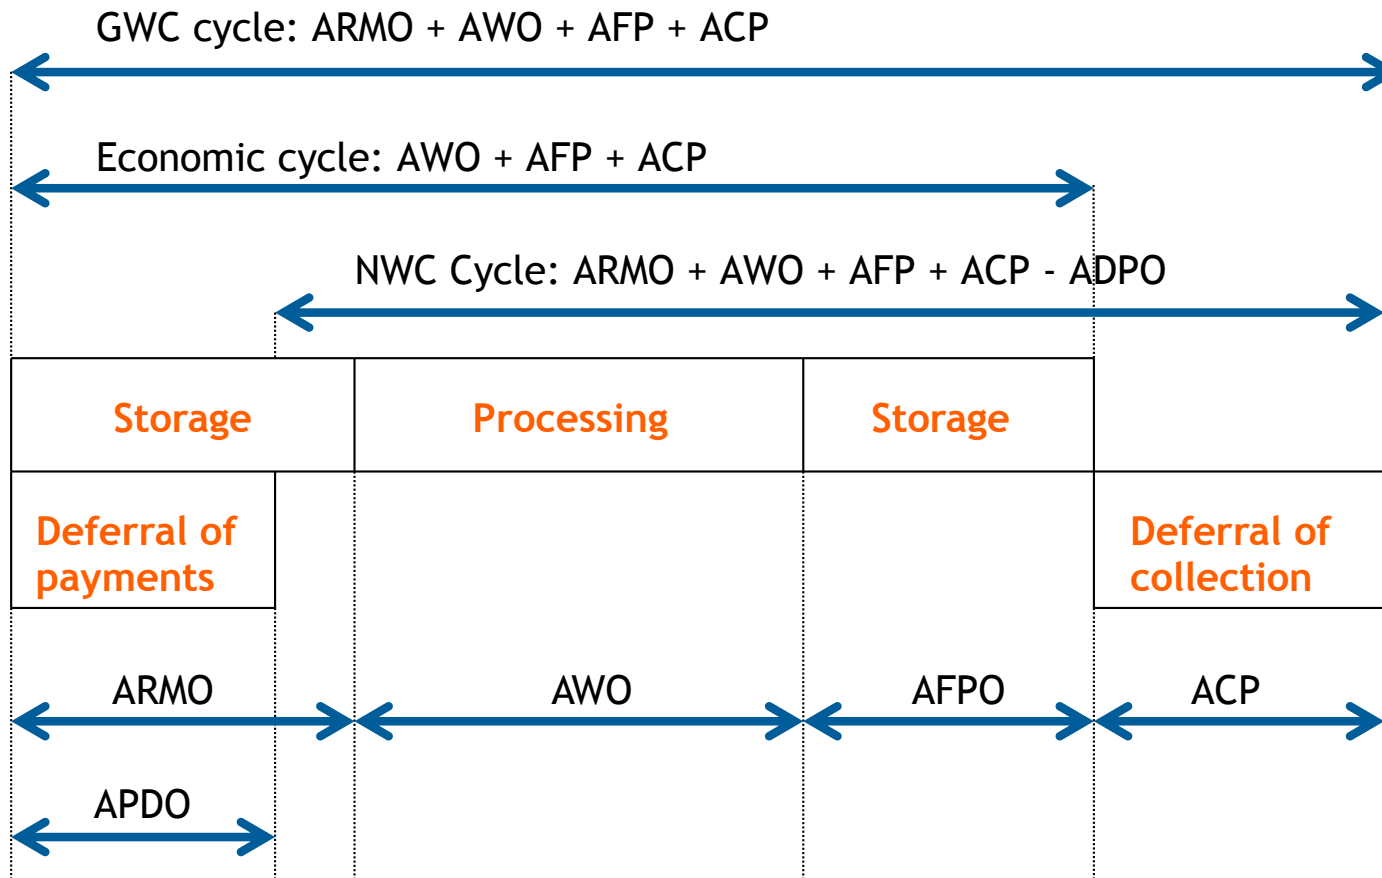 GWC cycle: ARMO + AWO + AFP + ACP
Economic cycle: AWO + AFP + ACP
NWC Cycle: ARMO + AWO + AFP + ACP - ADPO
Storage
Processing
Storage
Deferral of
payments
Deferral of
collection
ARMO
AWO
AFPO
ACP
APDO